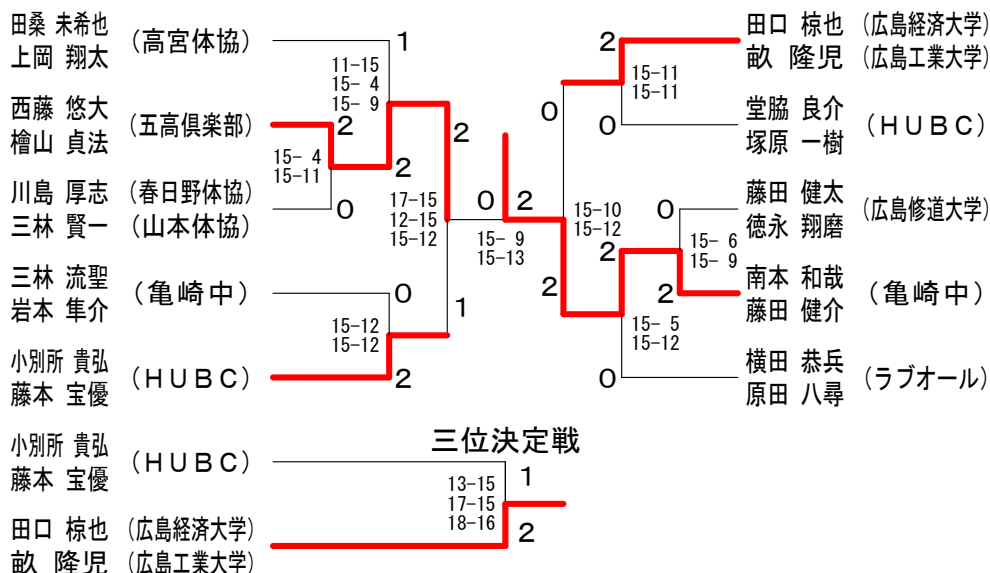 田桑 未希也
上岡 翔太
(高宮体協)
1
11-15
15- 4
15- 9
西藤 悠大
檜山 貞法
(五高倶楽部)
2
15- 4
15-11
2
2
川島 厚志 (春日野体協)
三林 賢一 (山本体協)
0
17-15
12-15
15-12
三林 流聖
岩本 隼介
(亀崎中)
0
15-12
15-12
1
小別所 貴弘
藤本 宝優
(HUBC)
2
0
2
15- 9
15-13
田口 椋也 (広島経済大学)
畝 隆児 (広島工業大学)
2
15-11
15-11
0
堂脇 良介
塚原 一樹
(HUBC)
0
15-10
15-12
藤田 健太
徳永 翔磨
(広島修道大学)
0
15- 6
15- 9
2
2
南本 和哉
藤田 健介
(亀崎中)
2
15- 5
15-12
横田 恭兵
原田 八尋
(ラブオール)
0
三位決定戦
小別所 貴弘
藤本 宝優
(HUBC)
1
13-15
17-15
18-16
田口 椋也 (広島経済大学)
畝 隆児 (広島工業大学)
2